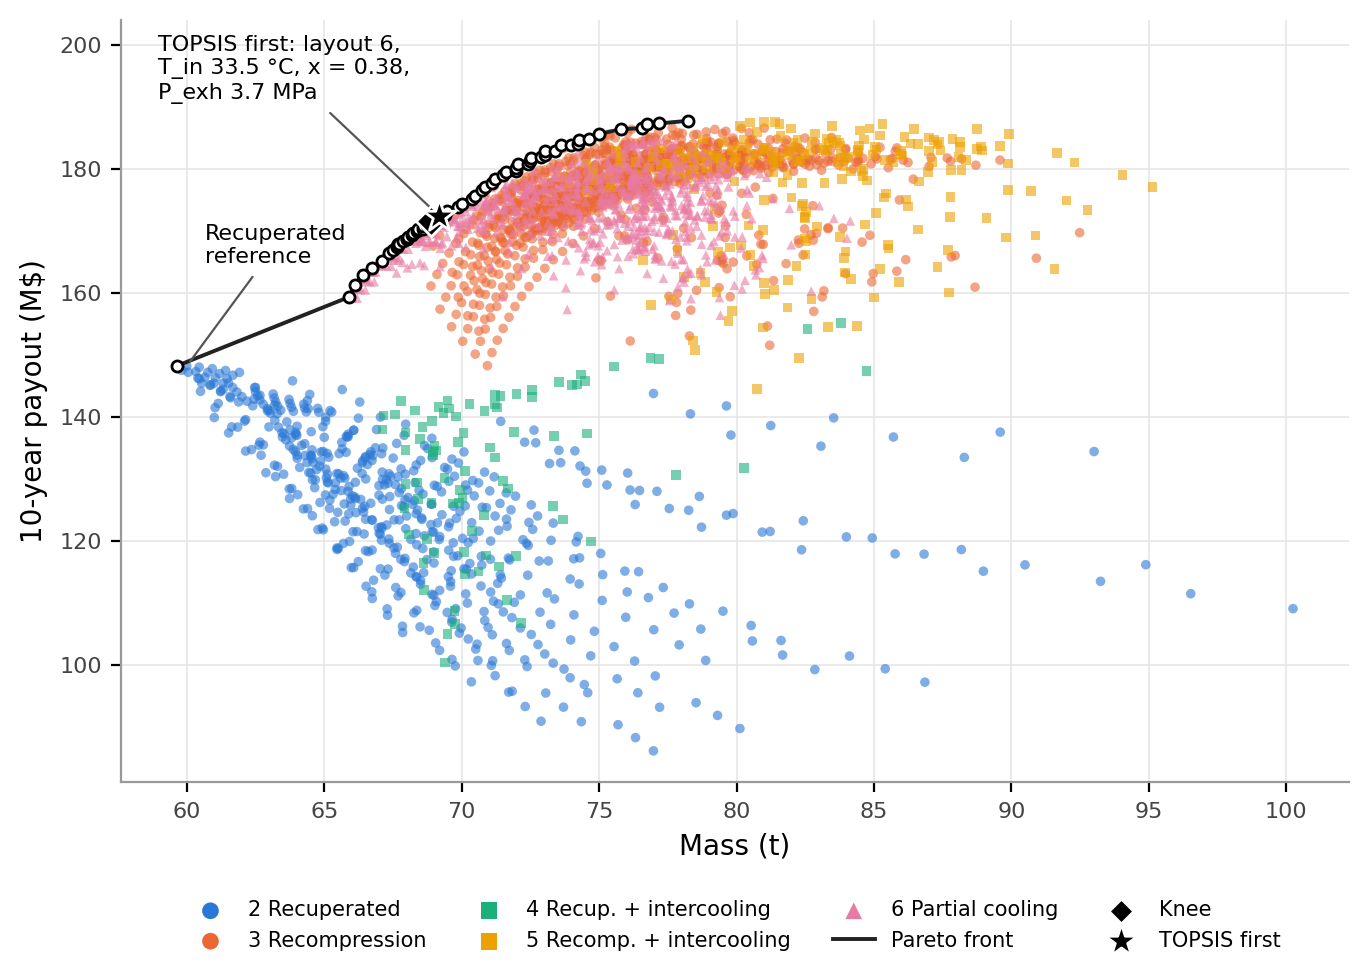 TOPSIS first: layout 6,
T_in 33.5 °C, x = 0.38,
P_exh 3.7 MPa
Recuperated
reference
10-year payout (M$)
200
180
160
140
120
100
60
65
70
75
80
85
90
95
100
Mass (t)
2 Recuperated
3 Recompression
4 Recup. + intercooling
5 Recomp. + intercooling
6 Partial cooling
Pareto front
Knee
TOPSIS first